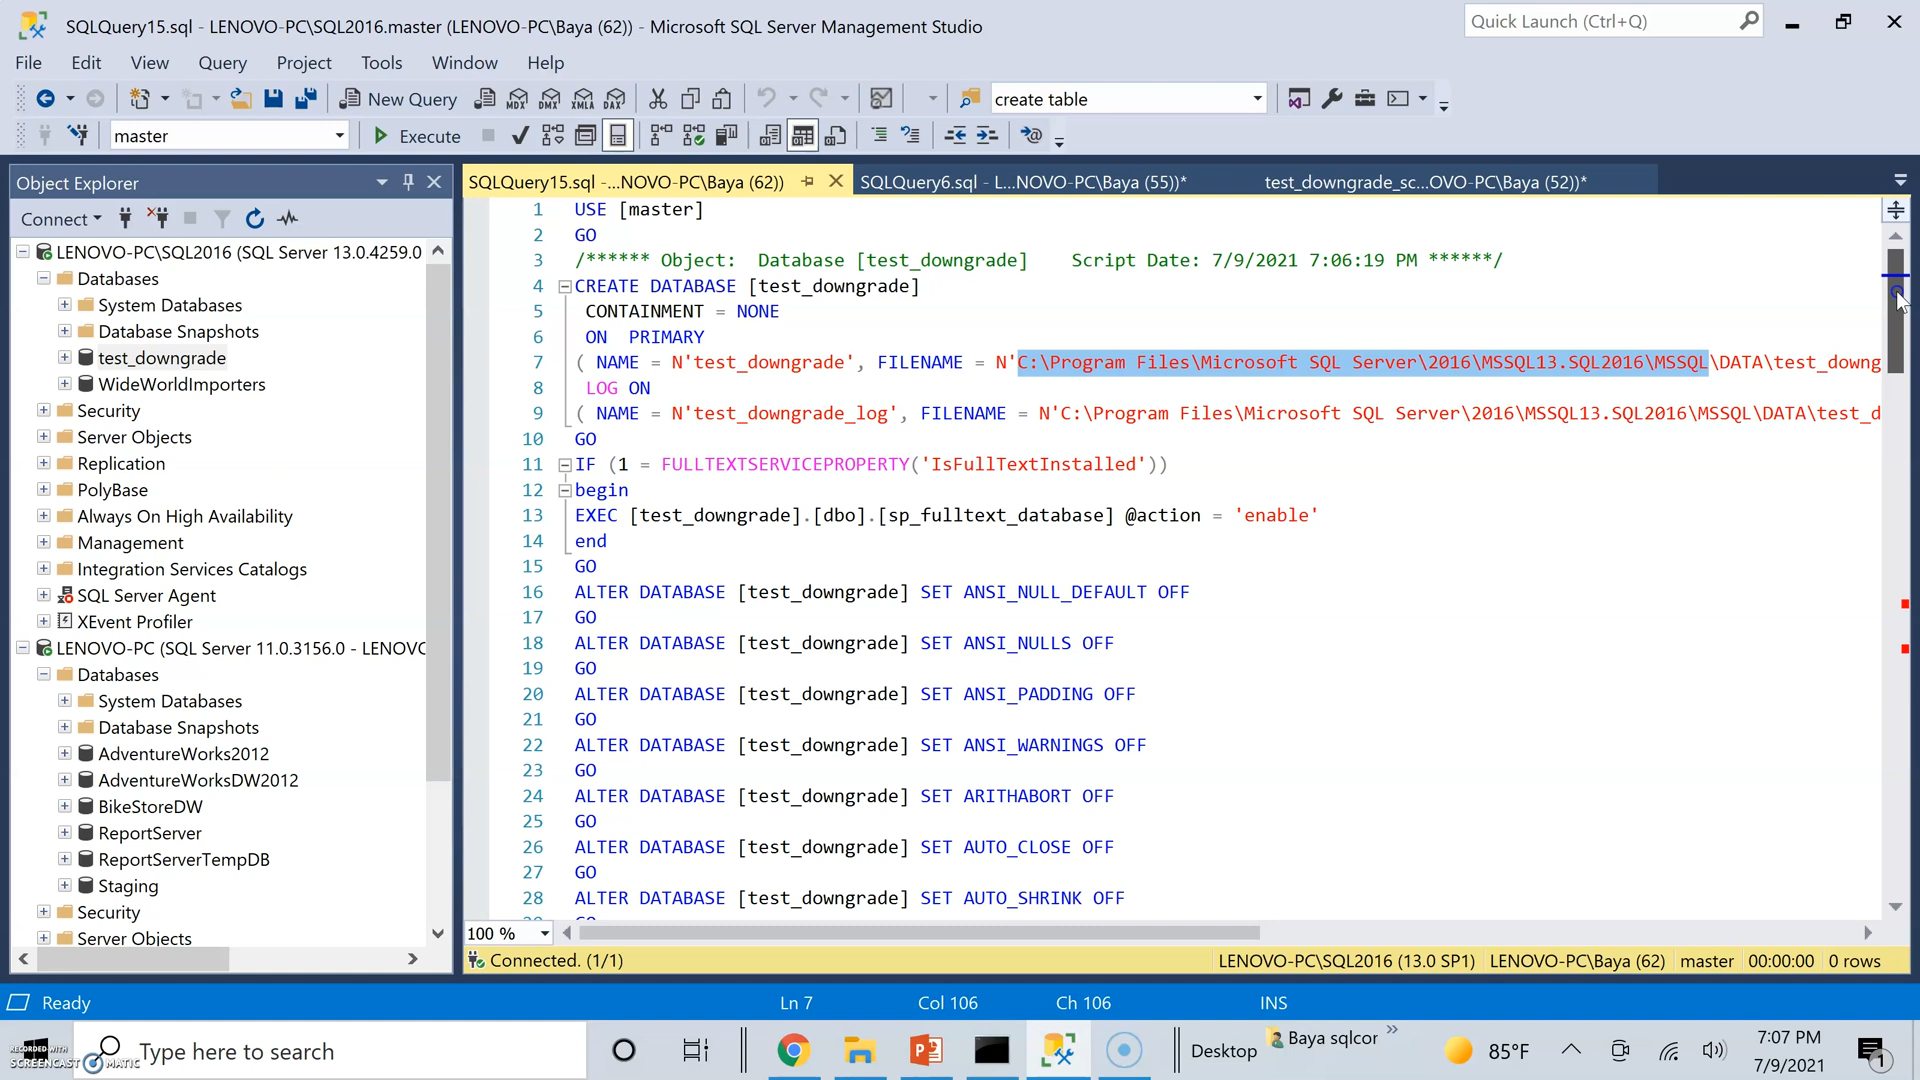 SQLQuery15.sql - LENOVO-PC\SQL2016.master (LENOVO-PC\Baya (62)) - Microsoft SQL Server Management Studio
Quick Launch (Ctrl+Q)
File Edit View Query Project Tools Window Help
New Query MDX DMX XMLA DAX create table
master Execute
Object Explorer
SQLQuery15.sql -...NOVO-PC\Baya (62)) SQLQuery6.sql - L...NOVO-PC\Baya (55))* test_downgrade_sc...OVO-PC\Baya (52))*
Connect
LENOVO-PC\SQL2016 (SQL Server 13.0.4259.0
Databases
System Databases
Database Snapshots
test_downgrade
WideWorldImporters
Security
Server Objects
Replication
PolyBase
Always On High Availability
Management
Integration Services Catalogs
SQL Server Agent
XEvent Profiler
LENOVO-PC (SQL Server 11.0.3156.0 - LENOVO
Databases
System Databases
Database Snapshots
AdventureWorks2012
AdventureWorksDW2012
BikeStoreDW
ReportServer
ReportServerTempDB
Staging
Security
Server Objects
1 USE [master]
2 GO
3 /****** Object:  Database [test_downgrade]    Script Date: 7/9/2021 7:06:19 PM ******/
4 CREATE DATABASE [test_downgrade]
5 CONTAINMENT = NONE
6 ON  PRIMARY
7 ( NAME = N'test_downgrade', FILENAME = N'C:\Program Files\Microsoft SQL Server\2016\MSSQL13.SQL2016\MSSQL\DATA\test_downg
8 LOG ON
9 ( NAME = N'test_downgrade_log', FILENAME = N'C:\Program Files\Microsoft SQL Server\2016\MSSQL13.SQL2016\MSSQL\DATA\test_d
10 GO
11 IF (1 = FULLTEXTSERVICEPROPERTY('IsFullTextInstalled'))
12 begin
13 EXEC [test_downgrade].[dbo].[sp_fulltext_database] @action = 'enable'
14 end
15 GO
16 ALTER DATABASE [test_downgrade] SET ANSI_NULL_DEFAULT OFF
17 GO
18 ALTER DATABASE [test_downgrade] SET ANSI_NULLS OFF
19 GO
20 ALTER DATABASE [test_downgrade] SET ANSI_PADDING OFF
21 GO
22 ALTER DATABASE [test_downgrade] SET ANSI_WARNINGS OFF
23 GO
24 ALTER DATABASE [test_downgrade] SET ARITHABORT OFF
25 GO
26 ALTER DATABASE [test_downgrade] SET AUTO_CLOSE OFF
27 GO
28 ALTER DATABASE [test_downgrade] SET AUTO_SHRINK OFF
100 %
Connected. (1/1) LENOVO-PC\SQL2016 (13.0 SP1) LENOVO-PC\Baya (62) master 00:00:00 0 rows
Ready Ln 7 Col 106 Ch 106 INS
RECORDED WITH
SCREENCAST MATIC
Type here to search
Desktop Baya sqlcor » 85°F
7:07 PM
7/9/2021
1